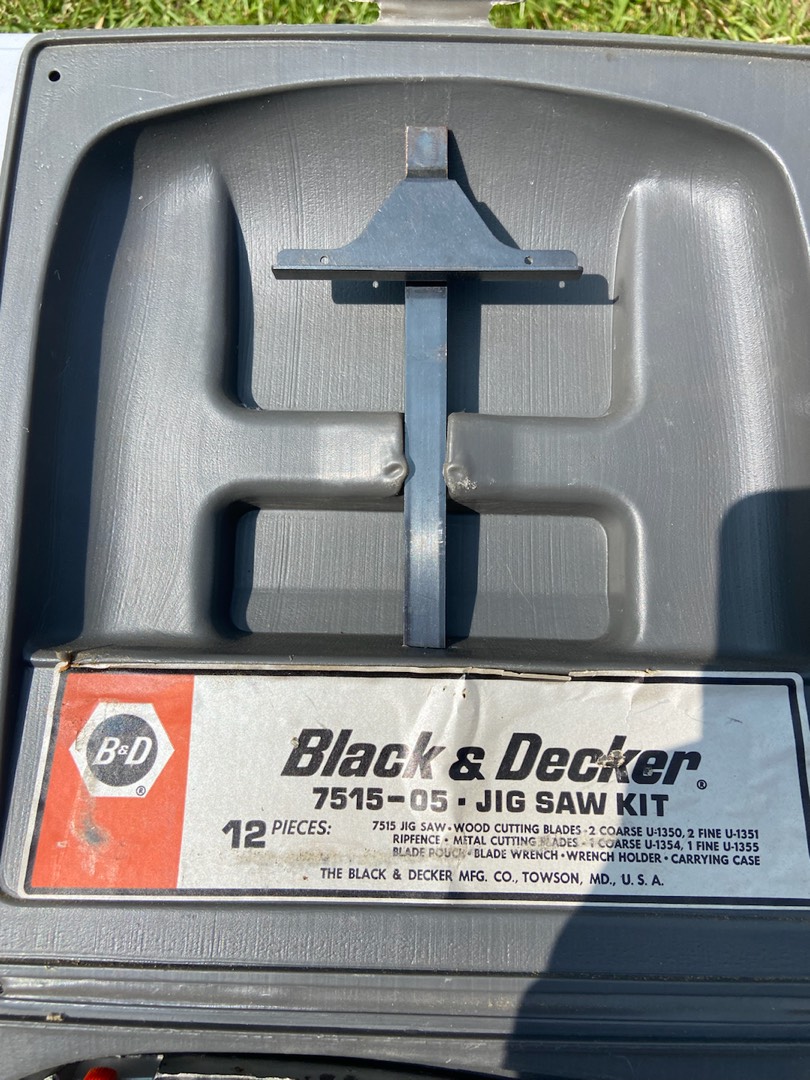 B&D
®
Black & Decker®
7515-05 · JIG SAW KIT
12 PIECES:
7515 JIG SAW · WOOD CUTTING BLADES - 2 COARSE U-1350, 2 FINE U-1351
RIPFENCE · METAL CUTTING BLADES - 1 COARSE U-1354, 1 FINE U-1355
BLADE POUCH · BLADE WRENCH · WRENCH HOLDER · CARRYING CASE
THE BLACK & DECKER MFG. CO., TOWSON, MD., U. S. A.